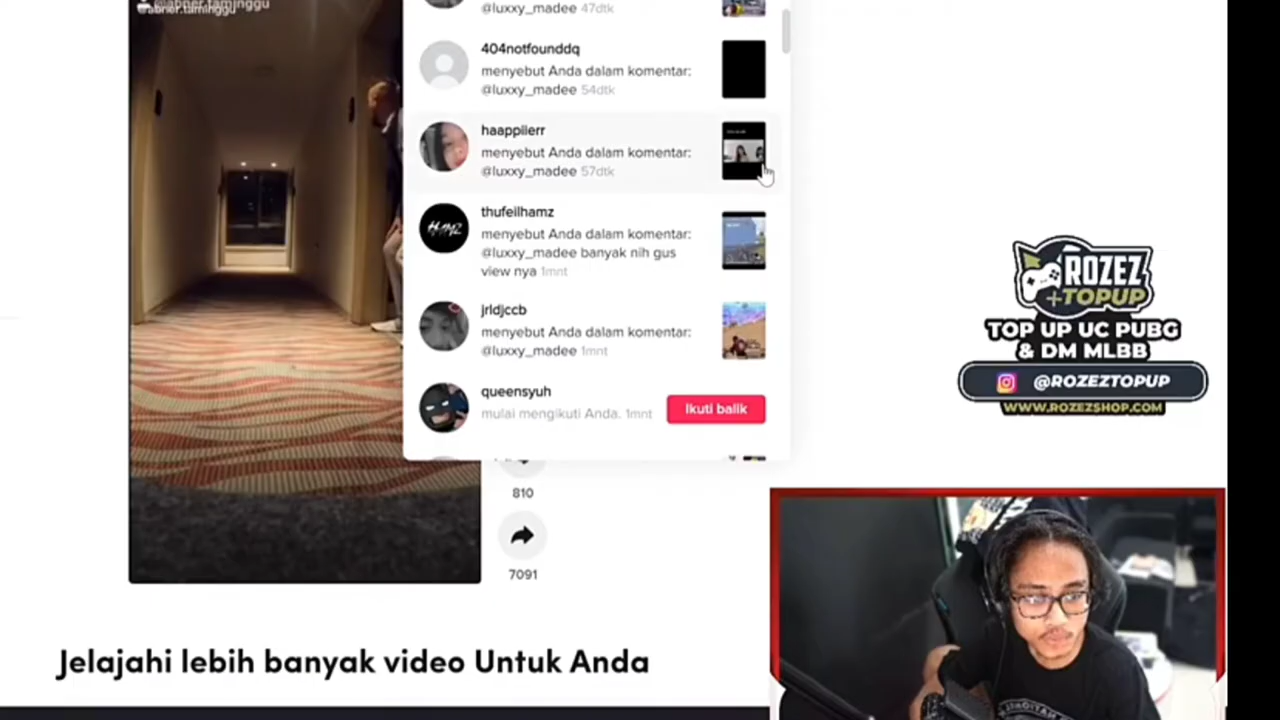 @abner.taminggu
@luxxy_madee 47dtk
404notfounddq
menyebut Anda dalam komentar:
@luxxy_madee 54dtk
haappiierr
menyebut Anda dalam komentar:
@luxxy_madee 57dtk
thufeilhamz
menyebut Anda dalam komentar:
@luxxy_madee banyak nih gus
view nya 1mnt
jrldjccb
menyebut Anda dalam komentar:
@luxxy_madee 1mnt
queensyuh
mulai mengikuti Anda. 1mnt
Ikuti balik
810
7091
Jelajahi lebih banyak video Untuk Anda
ROZEZ
+TOPUP
TOP UP UC PUBG
& DM MLBB
@ROZEZTOPUP
WWW.ROZEZSHOP.COM